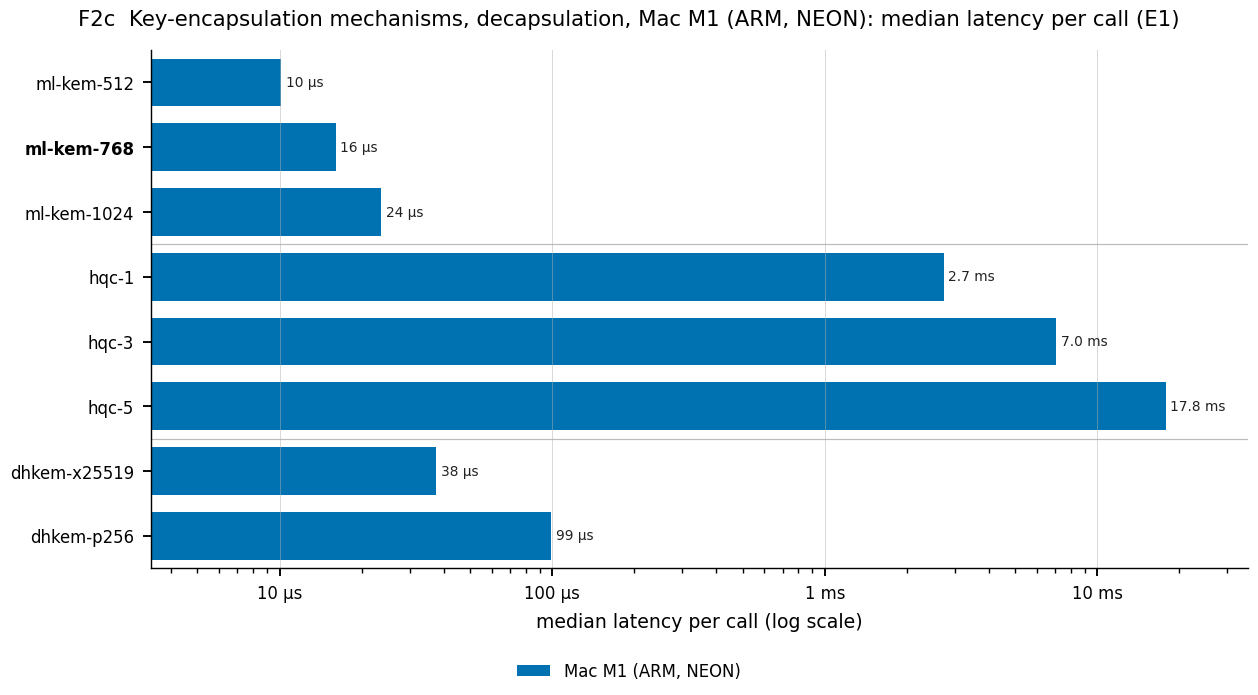 F2c  Key-encapsulation mechanisms, decapsulation, Mac M1 (ARM, NEON): median latency per call (E1)
ml-kem-512
10 µs
ml-kem-768
16 µs
ml-kem-1024
24 µs
hqc-1
2.7 ms
hqc-3
7.0 ms
hqc-5
17.8 ms
dhkem-x25519
38 µs
dhkem-p256
99 µs
10 µs
100 µs
1 ms
10 ms
median latency per call (log scale)
Mac M1 (ARM, NEON)